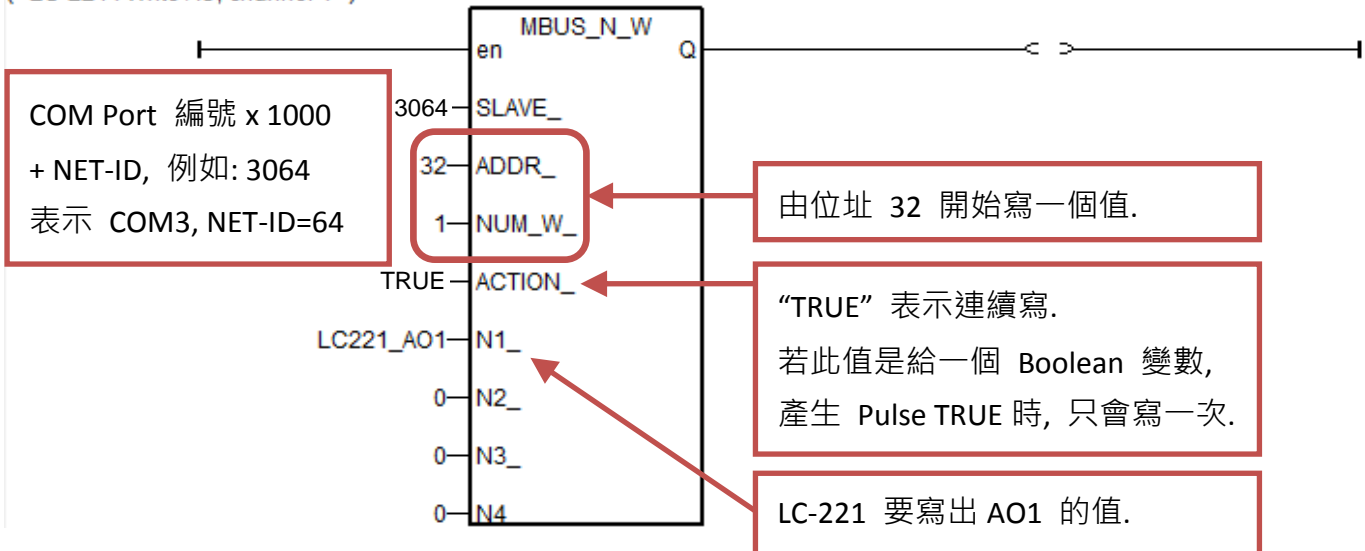 MBUS_N_W
en Q
COM Port 編號 x 1000
+ NET-ID, 例如: 3064
表示 COM3, NET-ID=64
3064 SLAVE_
32 ADDR_
1 NUM_W_
TRUE ACTION_
LC221_AO1 N1_
0 N2_
0 N3_
0 N4
由位址 32 開始寫一個值.
“TRUE” 表示連續寫.
若此值是給一個 Boolean 變數,
產生 Pulse TRUE 時, 只會寫一次.
LC-221 要寫出 AO1 的值.